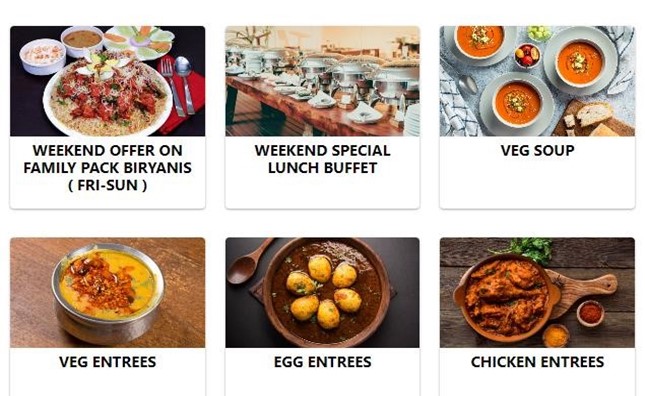 WEEKEND OFFER ON
FAMILY PACK BIRYANIS
( FRI-SUN )
WEEKEND SPECIAL
LUNCH BUFFET
VEG SOUP
VEG ENTREES
EGG ENTREES
CHICKEN ENTREES